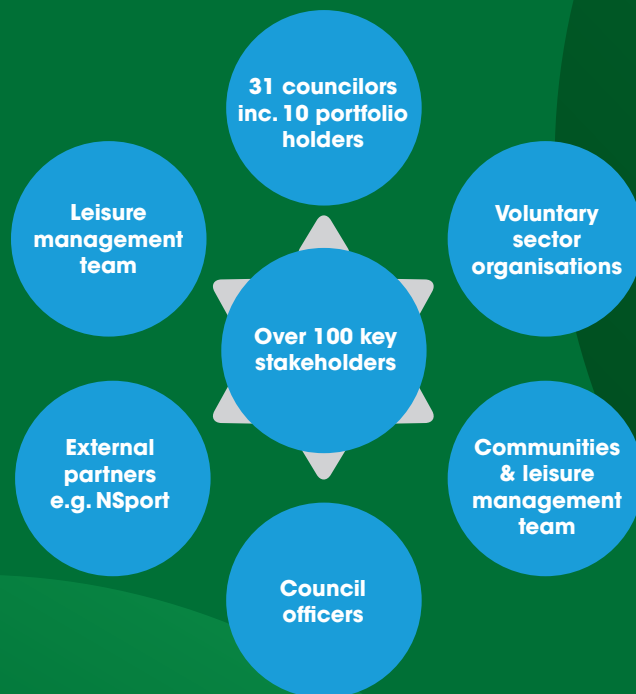 31 councilors
inc. 10 portfolio
holders
Leisure
management
team
Voluntary
sector
organisations
Over 100 key
stakeholders
External
partners
e.g. NSport
Communities
& leisure
management
team
Council
officers